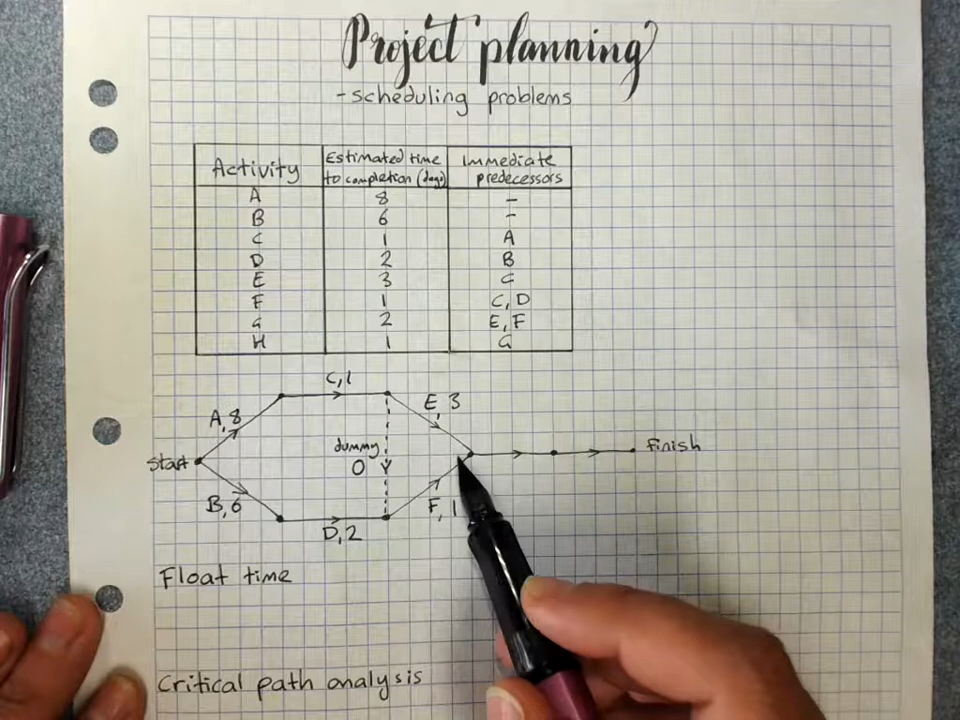 Project planning
- scheduling problems
Activity Estimated time to completion (days) Immediate predecessors
A 8 -
B 6 -
C 1 A
D 2 B
E 3 C
F 1 C, D
G 2 E, F
H 1 G
C, 1
A, 8 E, 3
dummy
Start 0 Finish
B, 6 F, 1
D, 2
Float time
Critical path analysis